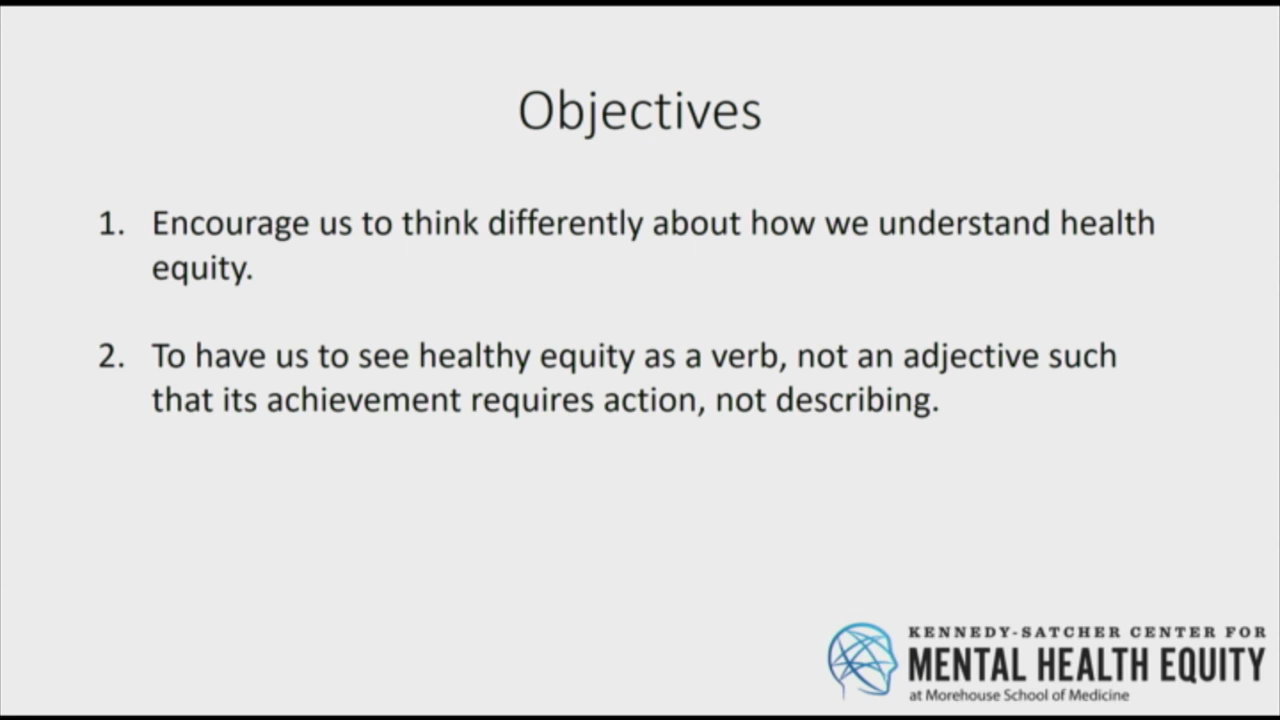 Objectives
1. Encourage us to think differently about how we understand health
equity.
2. To have us to see healthy equity as a verb, not an adjective such
that its achievement requires action, not describing.
KENNEDY-SATCHER CENTER FOR
MENTAL HEALTH EQUITY
at Morehouse School of Medicine